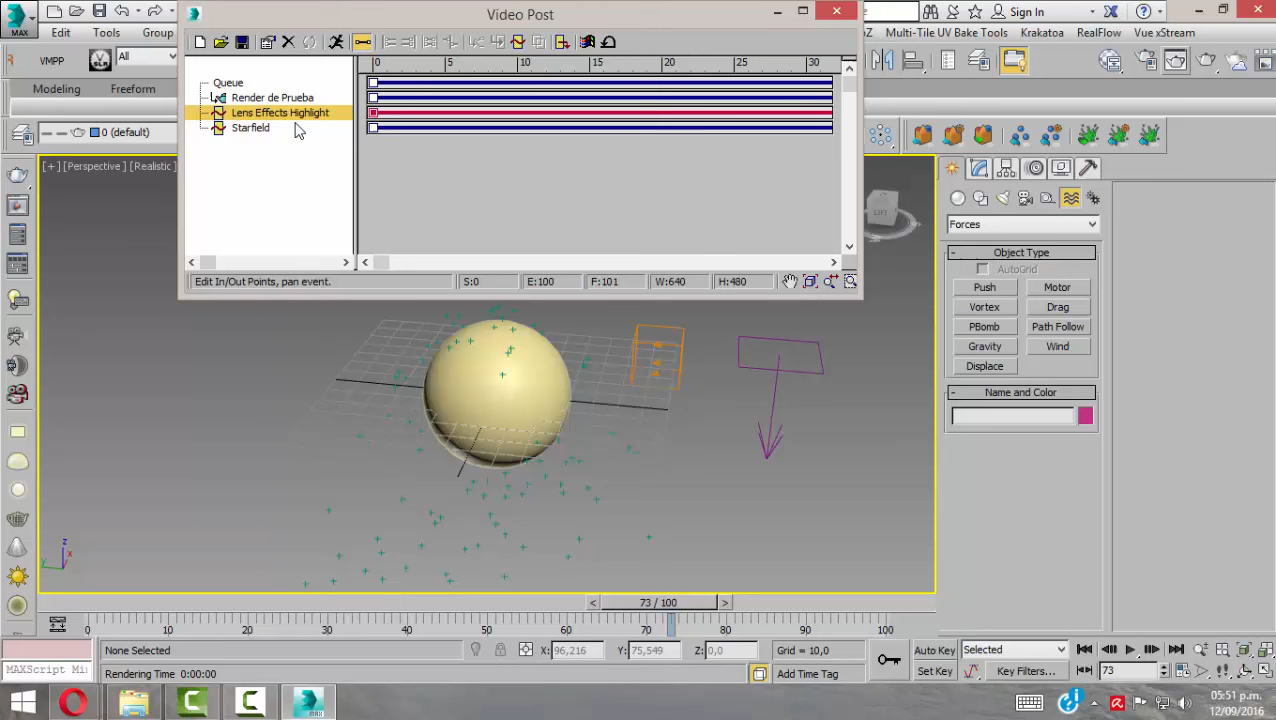 Video Post
MAX
Sign In
Edit
Tools
Group
Z
Multi-Tile UV Bake Tools
Krakatoa
Vue xStream
VMPP
All
Modeling
Freeform
0 (default)
0 5 10 15 20 25 30
Queue
Render de Prueba
Lens Effects Highlight
Starfield
Edit In/Out Points, pan event.
S:0
E:100
F:101
W:640
H:480
[+] [Perspective] [Realistic]
Forces
- Object Type
AutoGrid
Push
Motor
Vortex
Drag
PBomb
Path Follow
Gravity
Wind
Displace
- Name and Color
z
x
y
< 73 / 100 >
0 10 20 30 40 50 60 70 80 90 100
None Selected
X: 96,216
Y: 75,549
Z: 0,0
Grid = 10,0
Auto Key
Selected
MAXScript Mi
Rendering Time 0:00:00
Add Time Tag
Set Key
Key Filters...
73
MAX
05:51 p.m.
12/09/2016